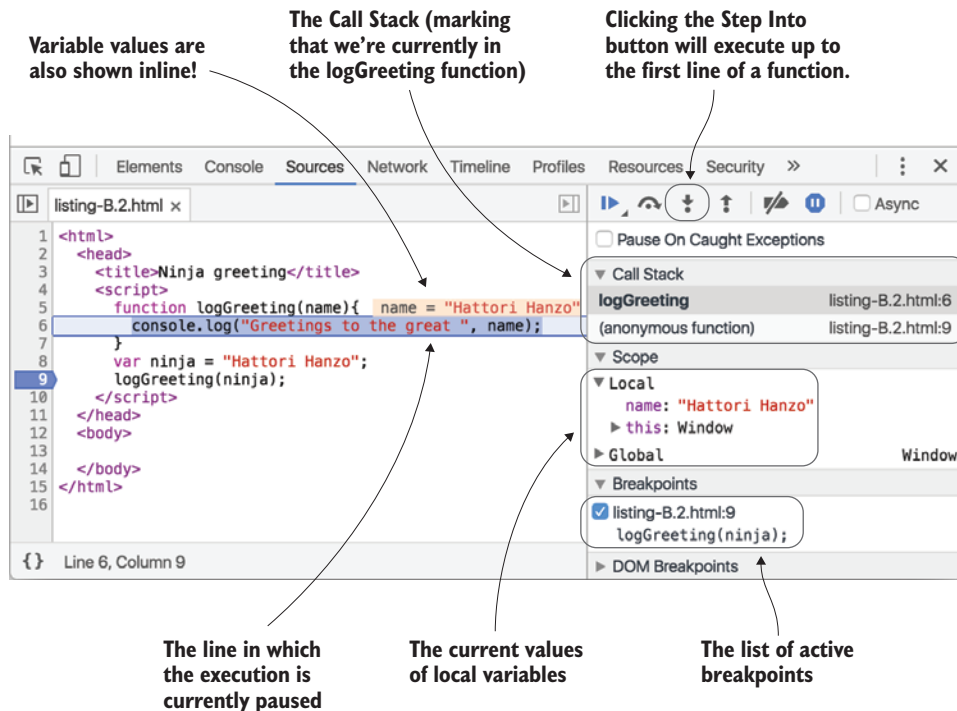 Variable values are
also shown inline!
The Call Stack (marking
that we're currently in
the logGreeting function)
Clicking the Step Into
button will execute up to
the first line of a function.
Elements Console Sources Network Timeline Profiles Resources Security »
listing-B.2.html ×
Async
1 <html>
2 <head>
3 <title>Ninja greeting</title>
4 <script>
5 function logGreeting(name){ name = "Hattori Hanzo"
6 console.log("Greetings to the great ", name);
7 }
8 var ninja = "Hattori Hanzo";
9 logGreeting(ninja);
10 </script>
11 </head>
12 <body>
13
14 </body>
15 </html>
16
{} Line 6, Column 9
Pause On Caught Exceptions
Call Stack
logGreeting listing-B.2.html:6
(anonymous function) listing-B.2.html:9
Scope
Local
name: "Hattori Hanzo"
this: Window
Global Window
Breakpoints
listing-B.2.html:9
logGreeting(ninja);
DOM Breakpoints
The line in which
the execution is
currently paused
The current values
of local variables
The list of active
breakpoints